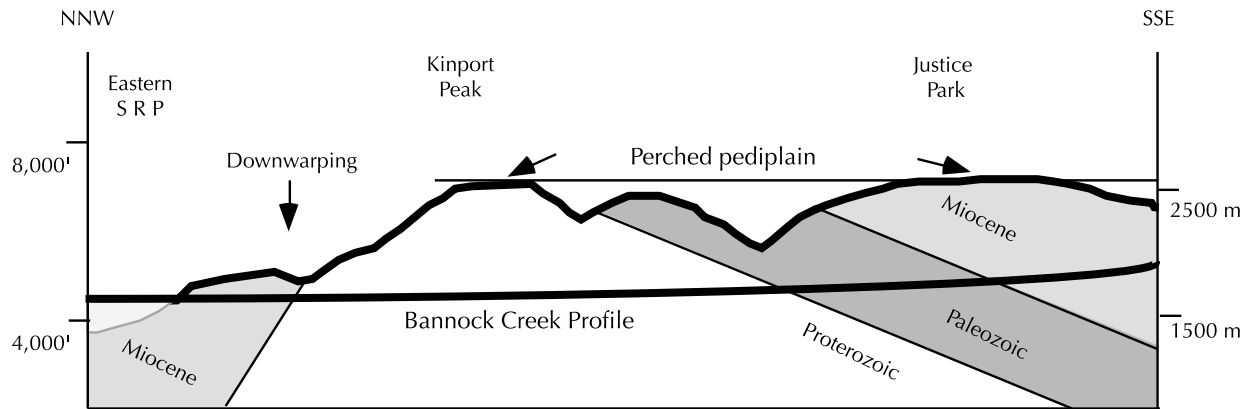 NNW
SSE
Eastern
S R P
Kinport
Peak
Justice
Park
8,000'
Downwarping
Perched pediplain
2500 m
Miocene
Bannock Creek Profile
4,000'
1500 m
Miocene
Proterozoic
Paleozoic